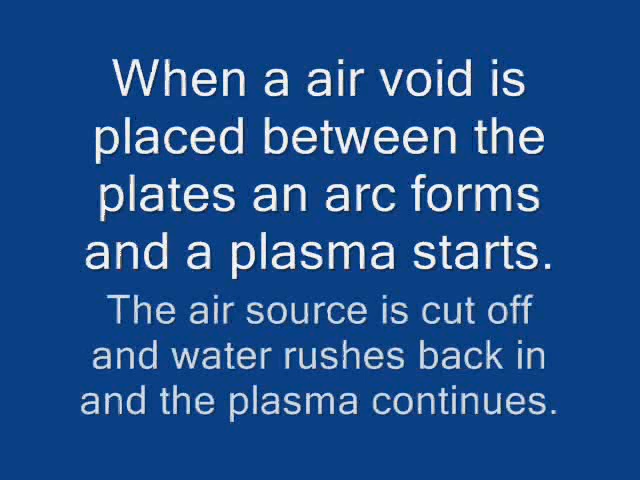 When a air void is
placed between the
plates an arc forms
and a plasma starts.
The air source is cut off
and water rushes back in
and the plasma continues.